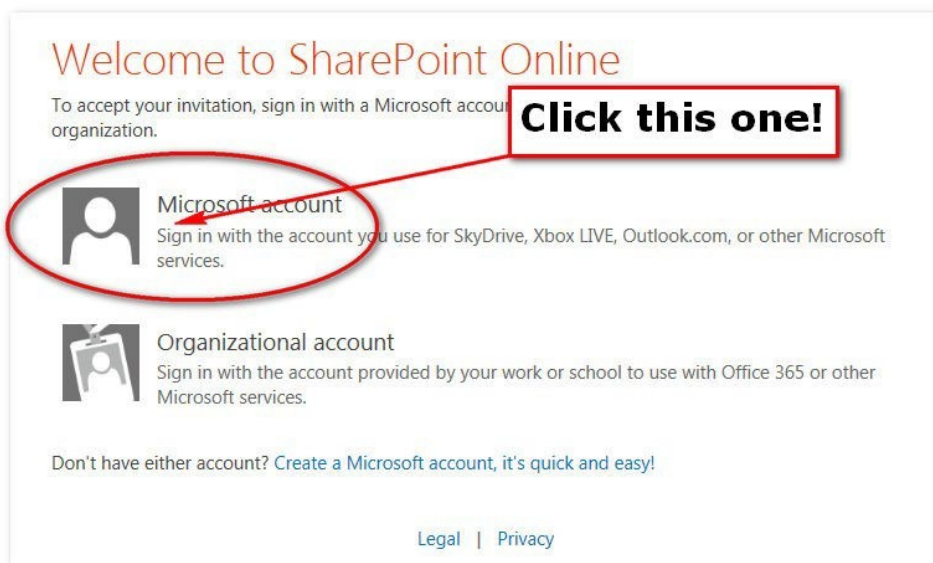 Welcome to SharePoint Online
To accept your invitation, sign in with a Microsoft
organization.
Click this one!
Microsoft account
Sign in with the account you use for SkyDrive, Xbox LIVE, Outlook.com, or other Microsoft
services.
Organizational account
Sign in with the account provided by your work or school to use with Office 365 or other
Microsoft services.
Don't have either account? Create a Microsoft account, it's quick and easy!
Legal | Privacy